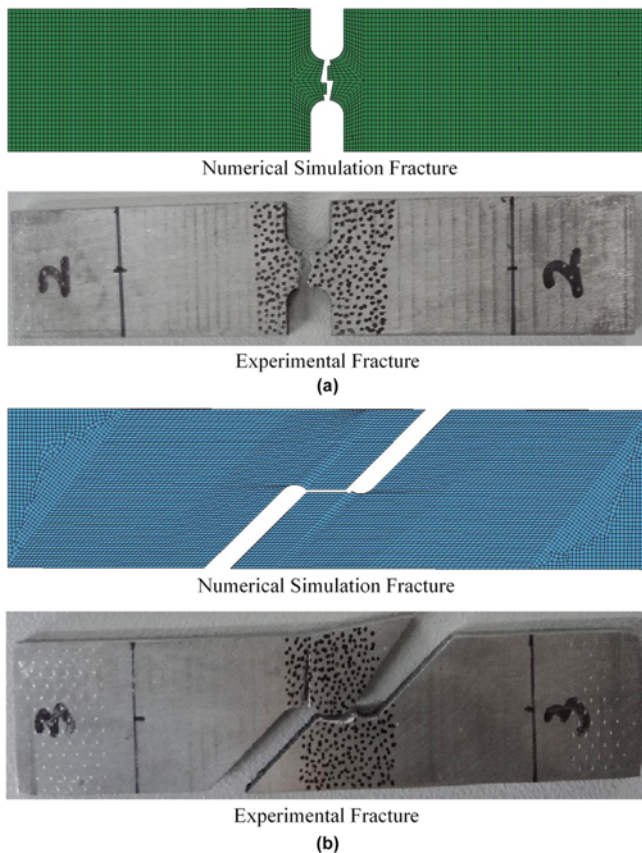 Numerical Simulation Fracture
2 2
Experimental Fracture
(a)
Numerical Simulation Fracture
3 3
Experimental Fracture
(b)